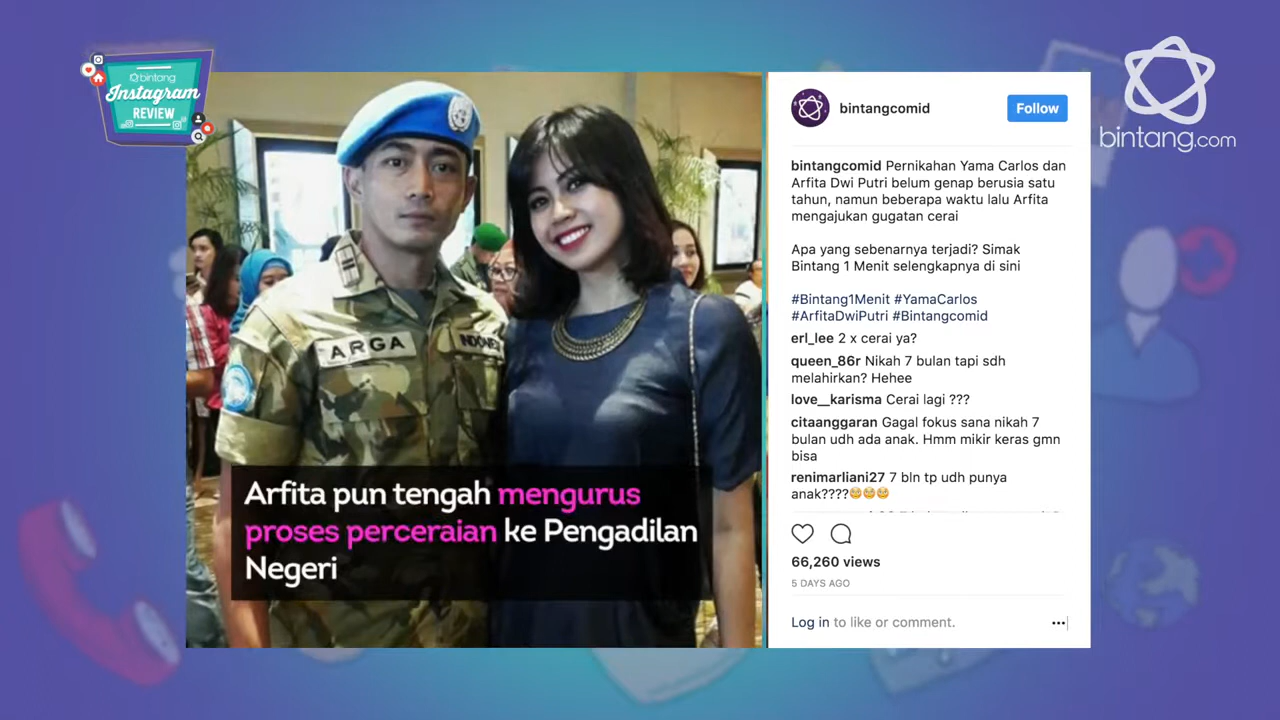 bintang
Instagram
REVIEW
bintang.com
ARGA
INDONE
Arfita pun tengah mengurus
proses perceraian ke Pengadilan
Negeri
bintangcomid
Follow
bintangcomid Pernikahan Yama Carlos dan
Arfita Dwi Putri belum genap berusia satu
tahun, namun beberapa waktu lalu Arfita
mengajukan gugatan cerai
Apa yang sebenarnya terjadi? Simak
Bintang 1 Menit selengkapnya di sini
#Bintang1Menit #YamaCarlos
#ArfitaDwiPutri #Bintangcomid
erl_lee 2 x cerai ya?
queen_86r Nikah 7 bulan tapi sdh
melahirkan? Hehee
love__karisma Cerai lagi ???
citaanggaran Gagal fokus sana nikah 7
bulan udh ada anak. Hmm mikir keras gmn
bisa
renimarliani27 7 bln tp udh punya
anak????😊😊😊
66,260 views
5 DAYS AGO
Log in to like or comment.